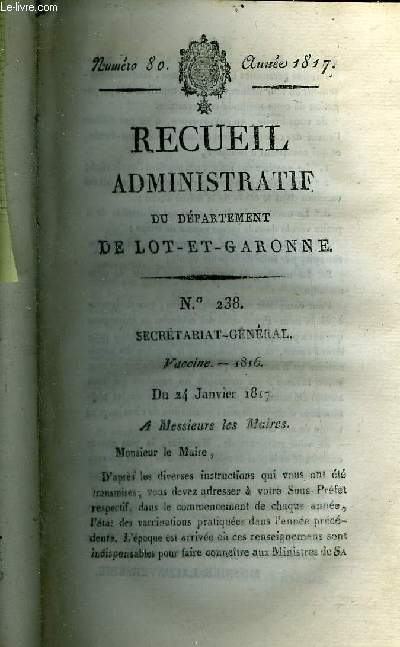 Le-livre.com
Numéro 80. Année 1817.
RECUEIL
ADMINISTRATIF
DU DÉPARTEMENT
DE LOT-ET-GARONNE.
N.º 238.
SECRÉTARIAT-GÉNÉRAL.
Vaccine. — 1816.
Du 24 Janvier 1817
A Messieurs les Maires.
Monsieur le Maire,
D'après les diverses instructions qui vous ont été
transmises, vous devez adresser à votre Sous-Préfet
respectif, dans le commencement de chaque année,
l'état des vaccinations pratiquées dans l'année précé-
dente. L'époque est arrivée où ces renseignemens sont
indispensables pour faire connaître aux Ministres de SA